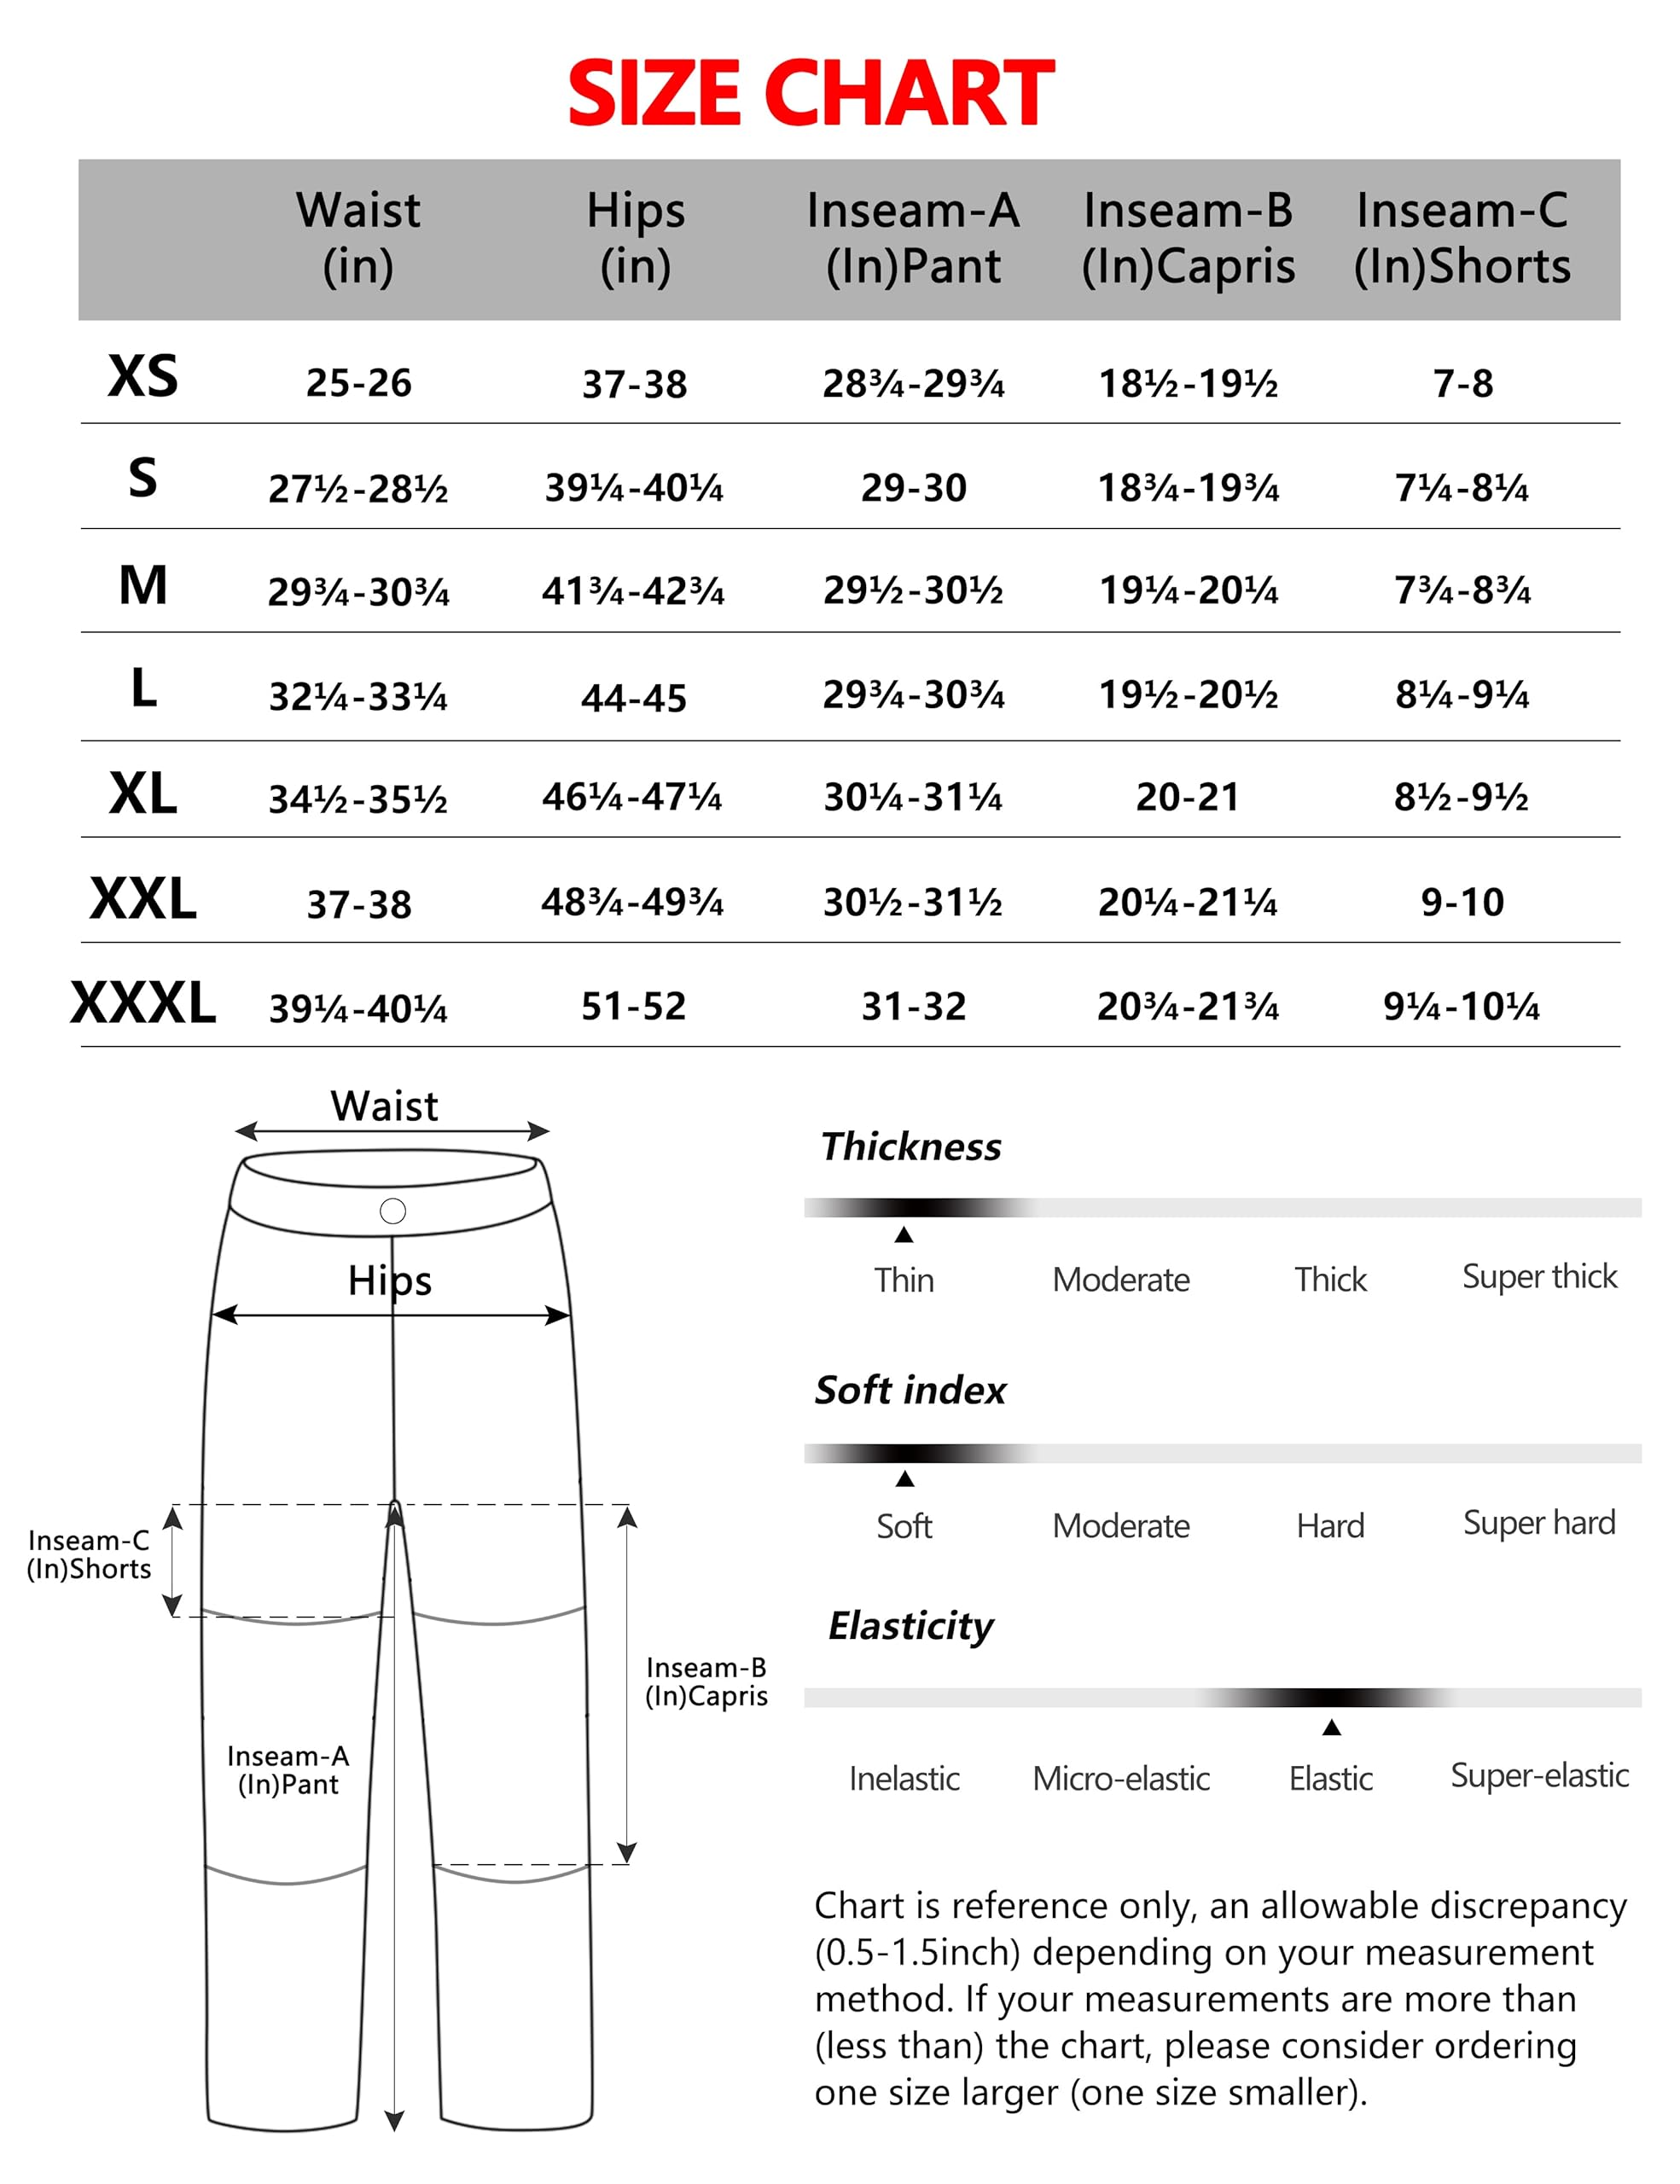 SIZE CHART
Waist Hips Inseam-A Inseam-B Inseam-C
(in) (in) (In)Pant (In)Capris (In)Shorts
XS 25-26 37-38 28¾-29¾ 18½-19½ 7-8
S 27½-28½ 39¼-40¼ 29-30 18¾-19¾ 7¼-8¼
M 29¾-30¾ 41¾-42¾ 29½-30½ 19¼-20¼ 7¾-8¾
L 32¼-33¼ 44-45 29¾-30¾ 19½-20½ 8¼-9¼
XL 34½-35½ 46¼-47¼ 30¼-31¼ 20-21 8½-9½
XXL 37-38 48¾-49¾ 30½-31½ 20¼-21¼ 9-10
XXXL 39¼-40¼ 51-52 31-32 20¾-21¾ 9¼-10¼
Waist
Hips
Inseam-C
(In)Shorts
Inseam-B
(In)Capris
Inseam-A
(In)Pant
Thickness
Thin Moderate Thick Super thick
Soft index
Soft Moderate Hard Super hard
Elasticity
Inelastic Micro-elastic Elastic Super-elastic
Chart is reference only, an allowable discrepancy
(0.5-1.5inch) depending on your measurement
method. If your measurements are more than
(less than) the chart, please consider ordering
one size larger (one size smaller).